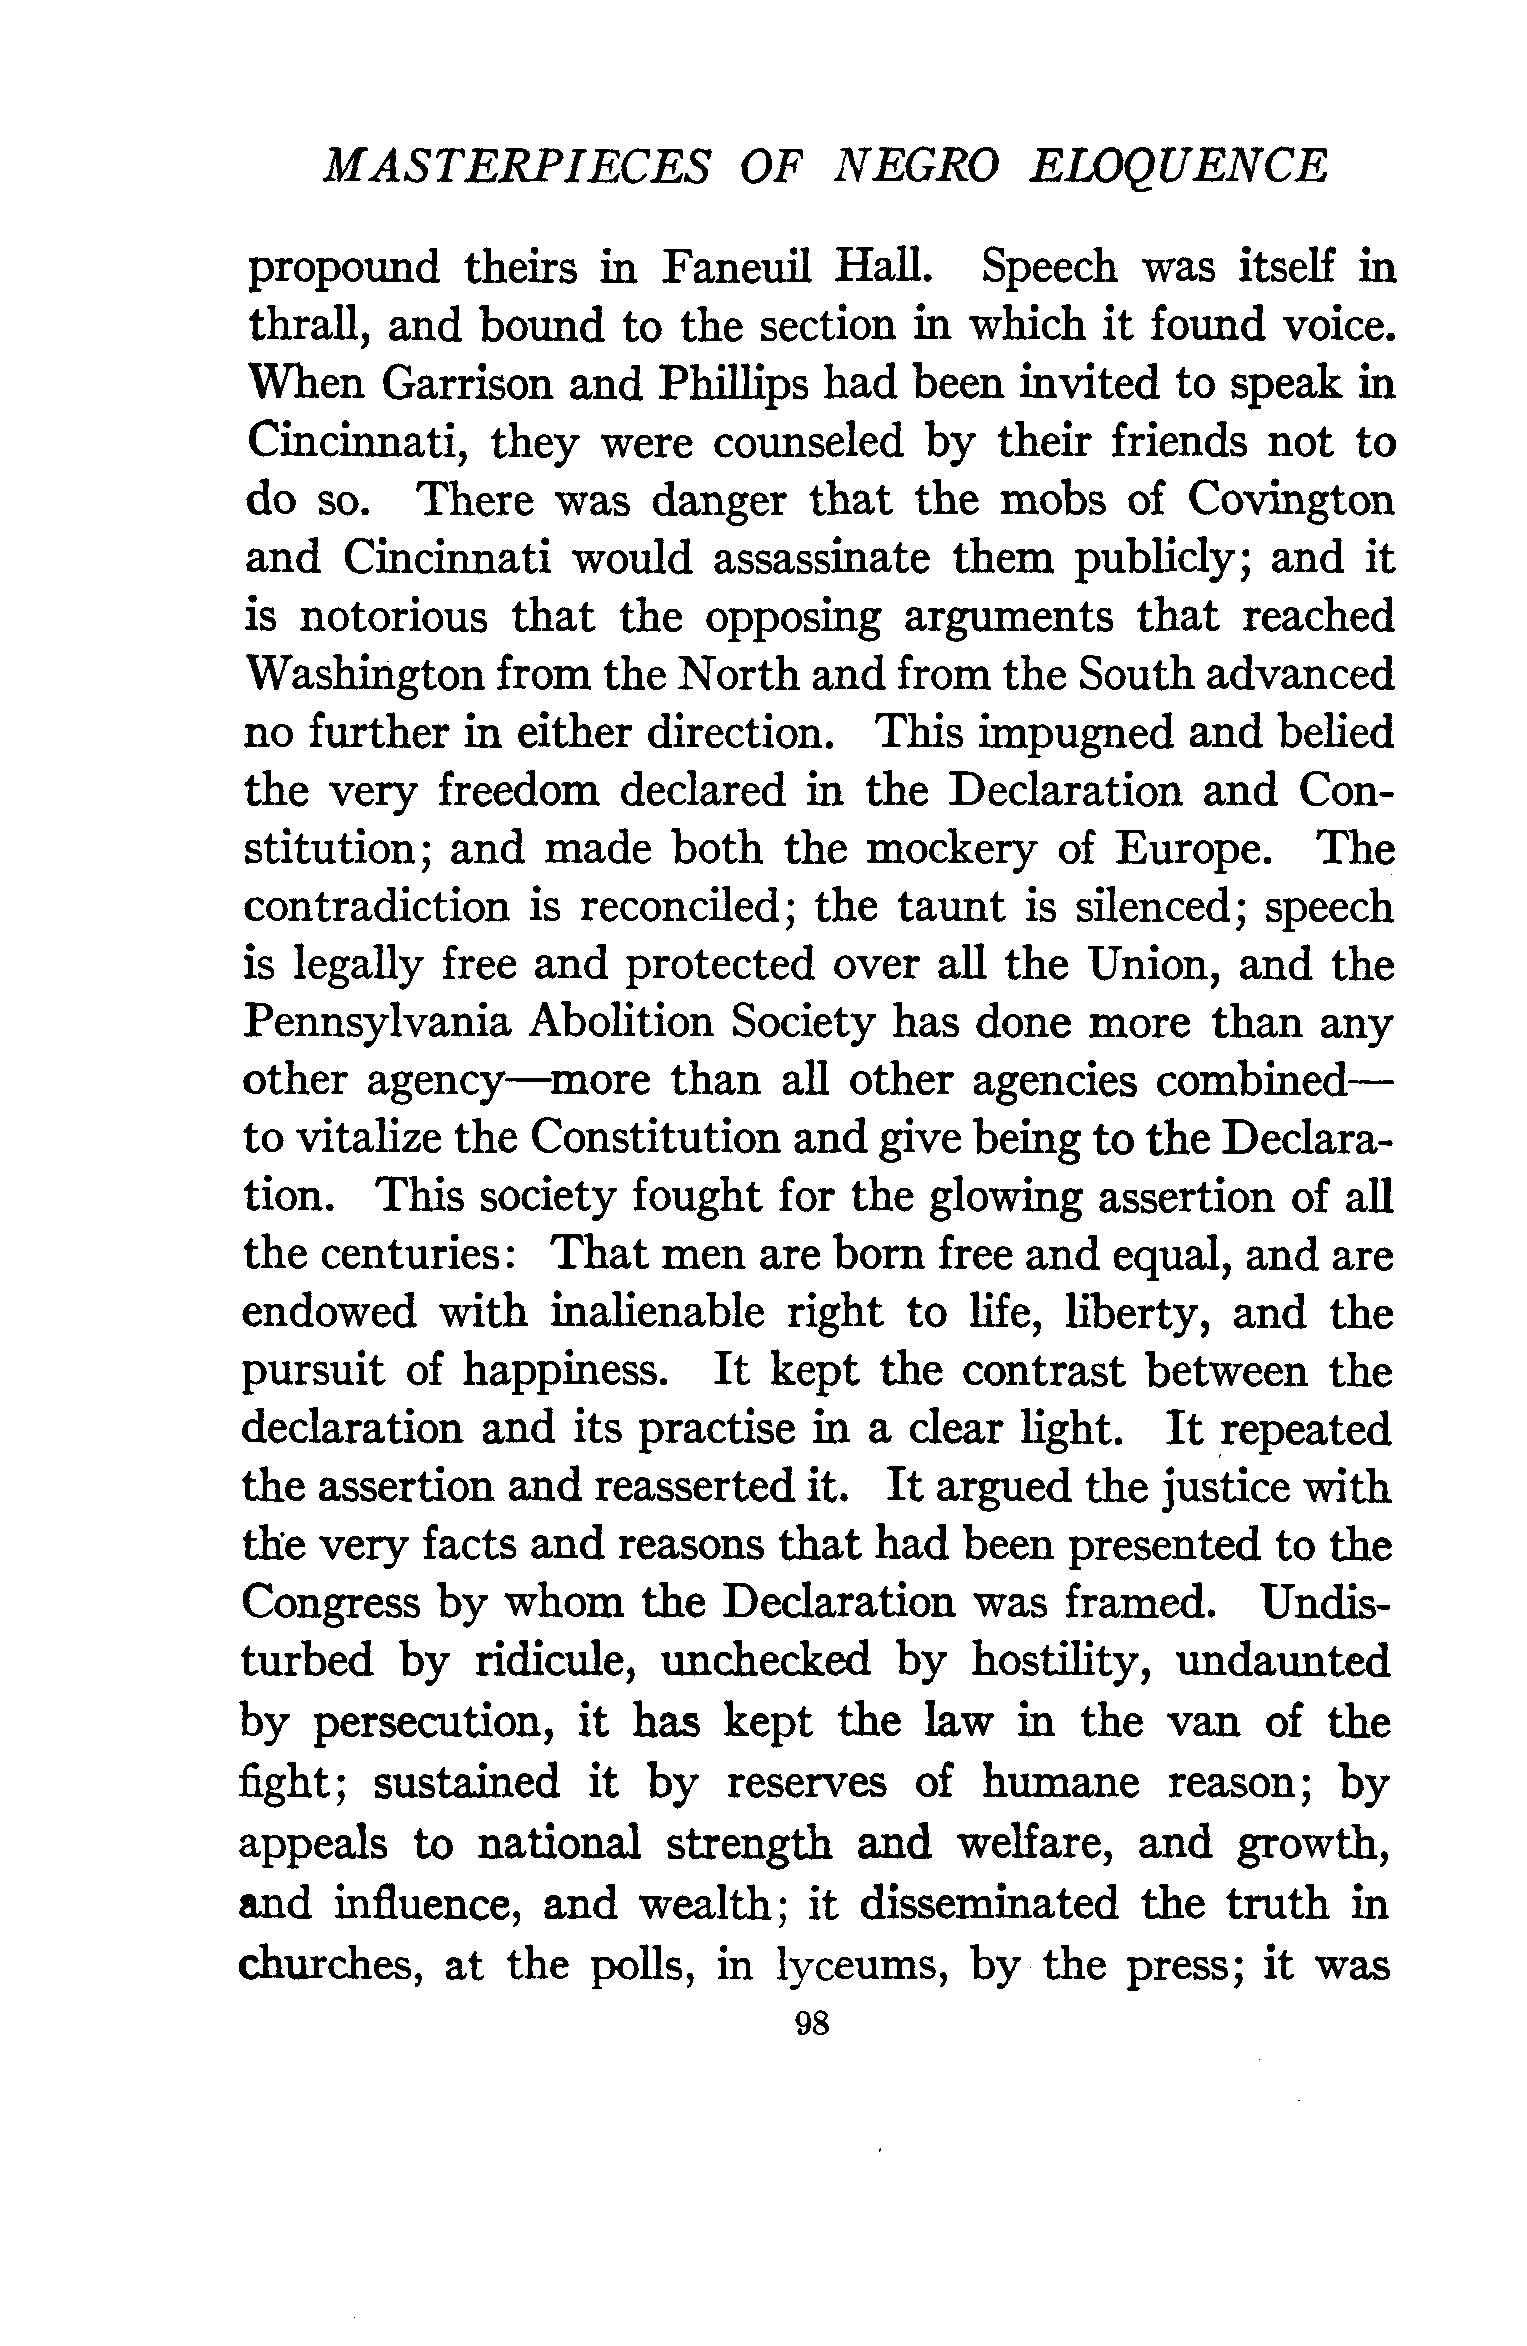 MASTERPIECES OF NEGRO ELOQUENCE
propound theirs in Faneuil Hall. Speech was itself in
thrall, and bound to the section in which it found voice.
When Garrison and Phillips had been invited to speak in
Cincinnati, they were counseled by their friends not to
do so. There was danger that the mobs of Covington
and Cincinnati would assassinate them publicly; and it
is notorious that the opposing arguments that reached
Washington from the North and from the South advanced
no further in either direction. This impugned and belied
the very freedom declared in the Declaration and Con-
stitution; and made both the mockery of Europe. The
contradiction is reconciled; the taunt is silenced; speech
is legally free and protected over all the Union, and the
Pennsylvania Abolition Society has done more than any
other agency—more than all other agencies combined—
to vitalize the Constitution and give being to the Declara-
tion. This society fought for the glowing assertion of all
the centuries: That men are born free and equal, and are
endowed with inalienable right to life, liberty, and the
pursuit of happiness. It kept the contrast between the
declaration and its practise in a clear light. It repeated
the assertion and reasserted it. It argued the justice with
the very facts and reasons that had been presented to the
Congress by whom the Declaration was framed. Undis-
turbed by ridicule, unchecked by hostility, undaunted
by persecution, it has kept the law in the van of the
fight; sustained it by reserves of humane reason; by
appeals to national strength and welfare, and growth,
and influence, and wealth; it disseminated the truth in
churches, at the polls, in lyceums, by the press; it was
98